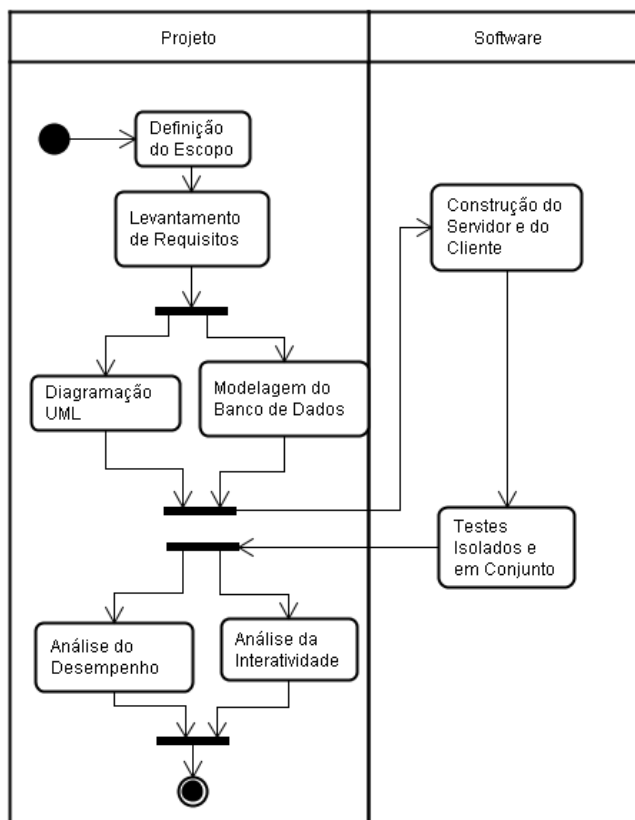 Projeto
Software
Definição
do Escopo
Levantamento
de Requisitos
Construção do
Servidor e do
Cliente
Diagramação
UML
Modelagem do
Banco de Dados
Testes
Isolados e
em Conjunto
Análise do
Desempenho
Análise da
Interatividade